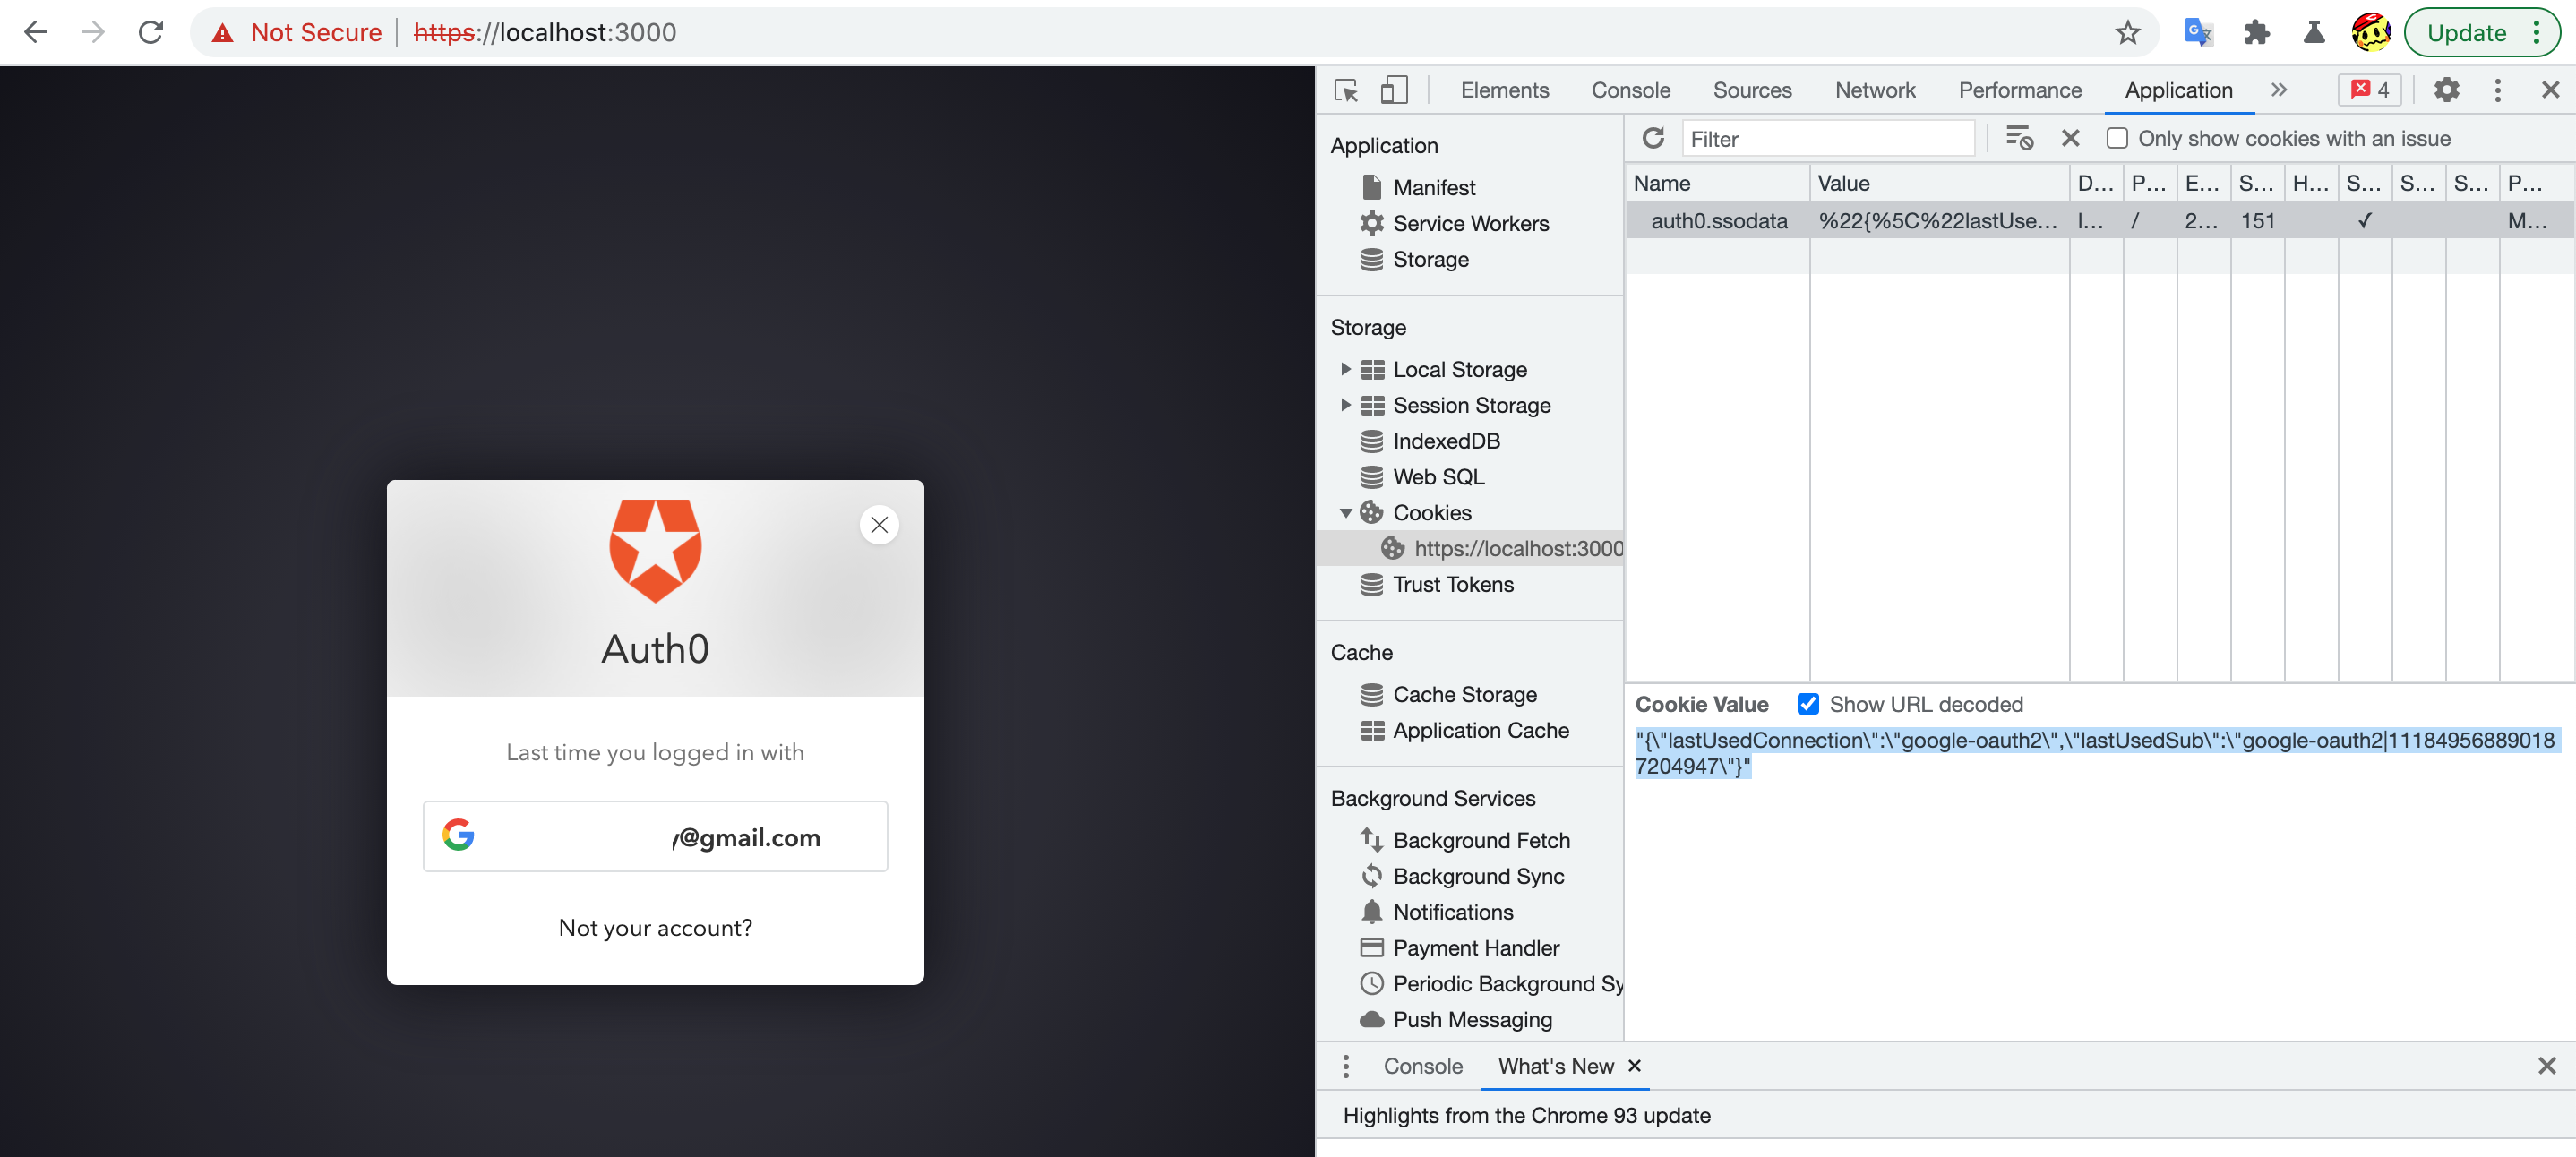 Not Secure https://localhost:3000 Update
Elements Console Sources Network Performance Application 4
Application
Manifest
Service Workers
Storage
Storage
Local Storage
Session Storage
IndexedDB
Web SQL
Cookies
https://localhost:3000
Trust Tokens
Cache
Cache Storage
Application Cache
Background Services
Background Fetch
Background Sync
Notifications
Payment Handler
Periodic Background Sy
Push Messaging
Filter Only show cookies with an issue
Name Value D... P... E... S... H... S... S... S... P...
auth0.ssodata %22{%5C%22lastUse... l... / 2... 151 ✓ M...
Cookie Value Show URL decoded
"{\"lastUsedConnection\":\"google-oauth2\",\"lastUsedSub\":\"google-oauth2|11184956889018
7204947\"}"
Auth0
Last time you logged in with
y@gmail.com
Not your account?
Console What's New
Highlights from the Chrome 93 update